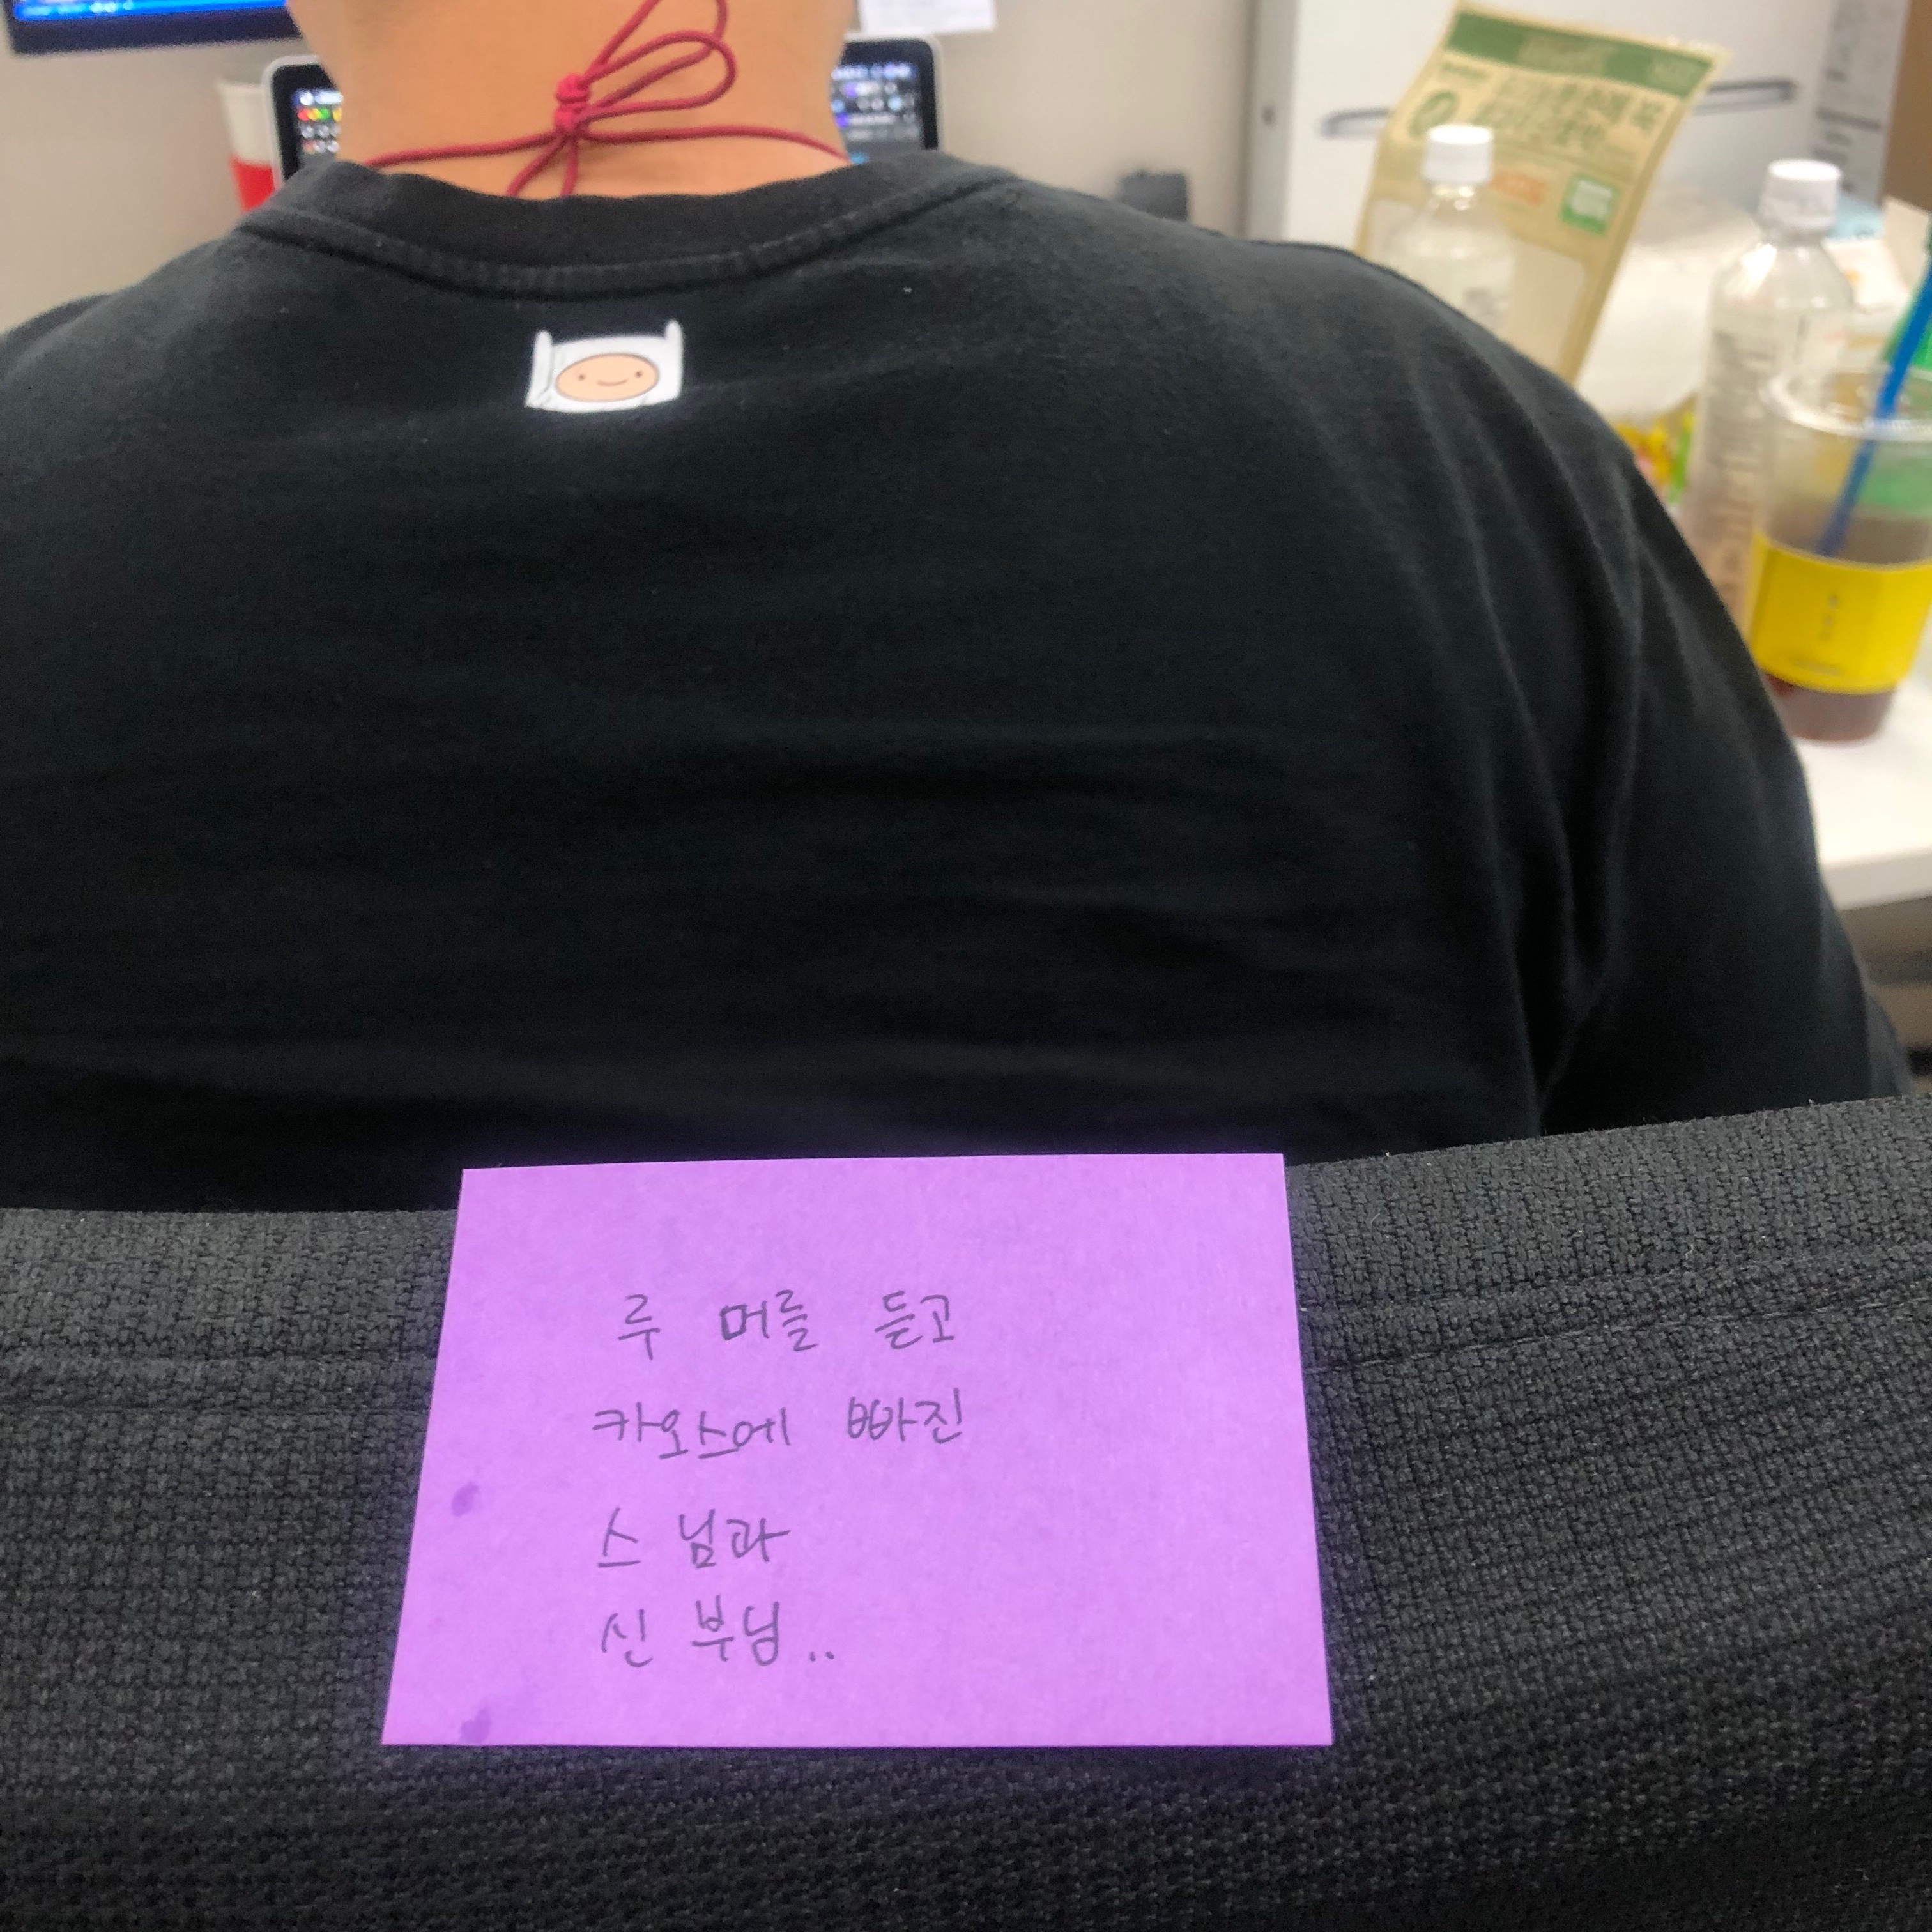 루 머를 듣고
카오스에 빠진
스 님과
신 부님..